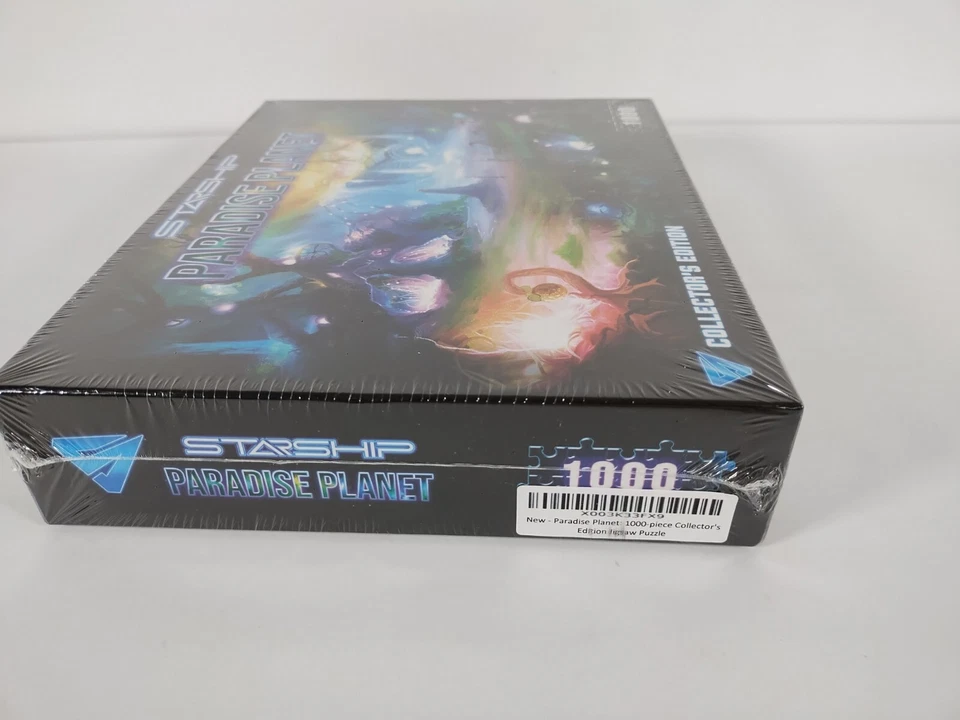 STARSHIP
PARADISE PLANET
1000
COLLECTOR'S EDITION
STARSHIP
PARADISE PLANET
1000
X003K33FX9
New - Paradise Planet: 1000-piece Collector's
Edition Jigsaw Puzzle